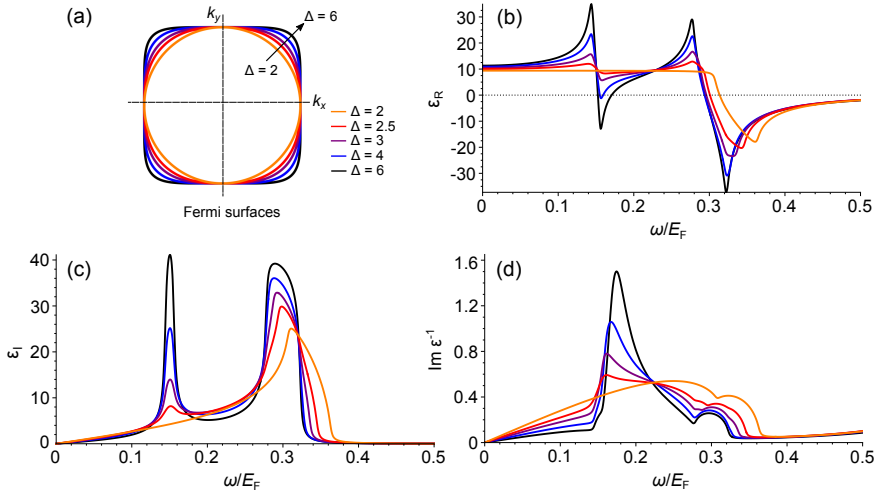 (a)
k_y
Δ = 6
Δ = 2
k_x
Δ = 2
Δ = 2.5
Δ = 3
Δ = 4
Δ = 6
Fermi surfaces
(b)
ε_R
30
20
10
0
-10
-20
-30
0 0.1 0.2 0.3 0.4 0.5
ω/E_F
(c)
ε_I
40
30
20
10
0
0 0.1 0.2 0.3 0.4 0.5
ω/E_F
(d)
Im ε⁻¹
1.6
1.2
0.8
0.4
0
0 0.1 0.2 0.3 0.4 0.5
ω/E_F